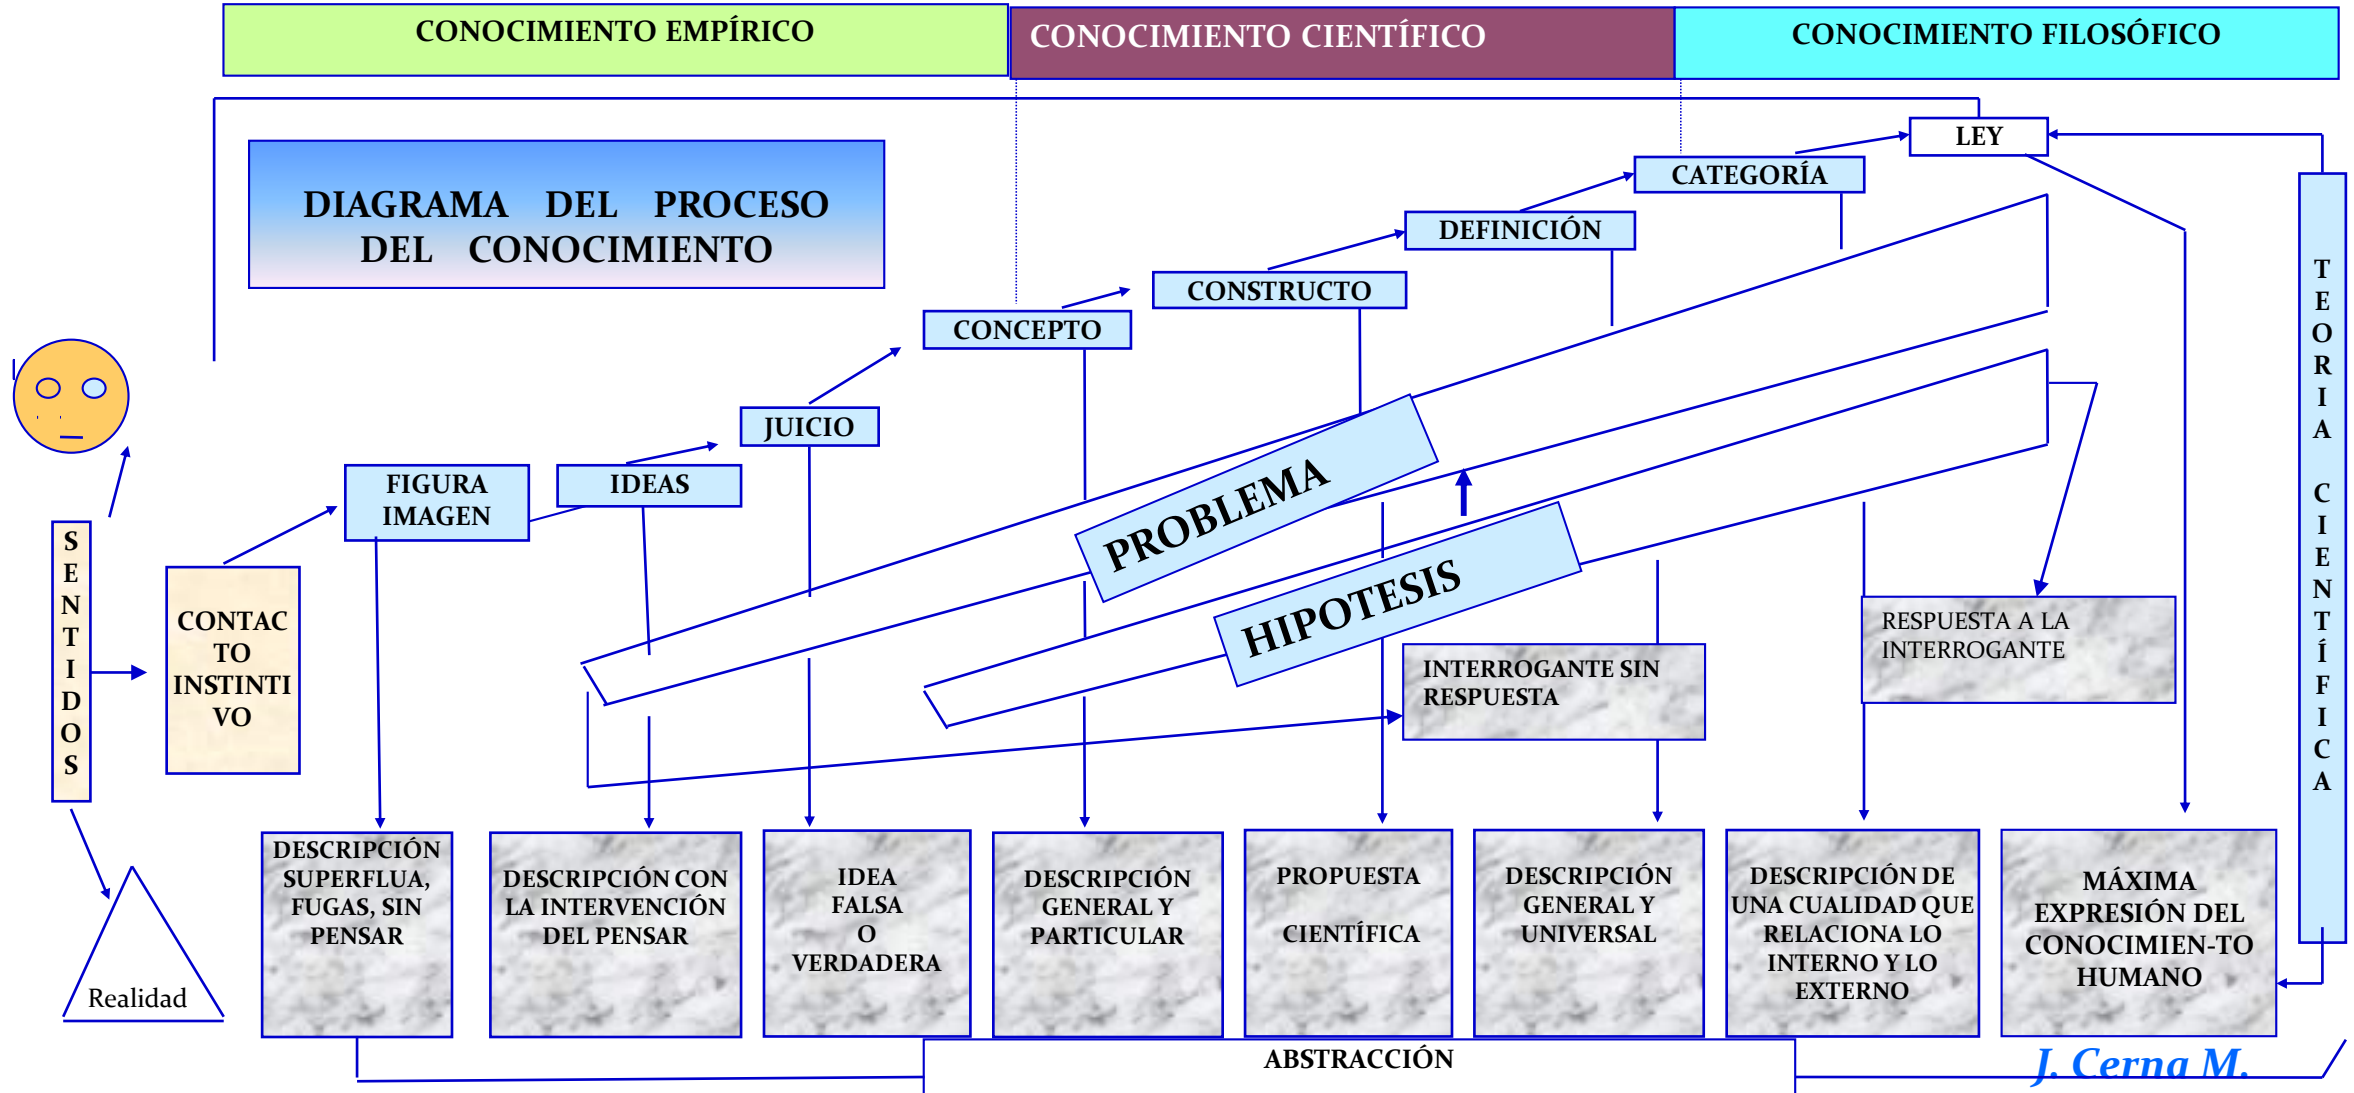 CONOCIMIENTO EMPÍRICO
CONOCIMIENTO CIENTÍFICO
CONOCIMIENTO FILOSÓFICO
DIAGRAMA DEL PROCESO
DEL CONOCIMIENTO
LEY
CATEGORÍA
DEFINICIÓN
CONSTRUCTO
CONCEPTO
JUICIO
IDEAS
FIGURA
IMAGEN
SENTIDOS
CONTAC
TO
INSTINTI
VO
Realidad
PROBLEMA
HIPOTESIS
INTERROGANTE SIN
RESPUESTA
RESPUESTA A LA
INTERROGANTE
TEORIA CIENTÍFICA
DESCRIPCIÓN
SUPERFLUA,
FUGAS, SIN
PENSAR
DESCRIPCIÓN CON
LA INTERVENCIÓN
DEL PENSAR
IDEA
FALSA
O
VERDADERA
DESCRIPCIÓN
GENERAL Y
PARTICULAR
PROPUESTA
CIENTÍFICA
DESCRIPCIÓN
GENERAL Y
UNIVERSAL
DESCRIPCIÓN DE
UNA CUALIDAD QUE
RELACIONA LO
INTERNO Y LO
EXTERNO
MÁXIMA
EXPRESIÓN DEL
CONOCIMIEN-TO
HUMANO
ABSTRACCIÓN
J. Cerna M.